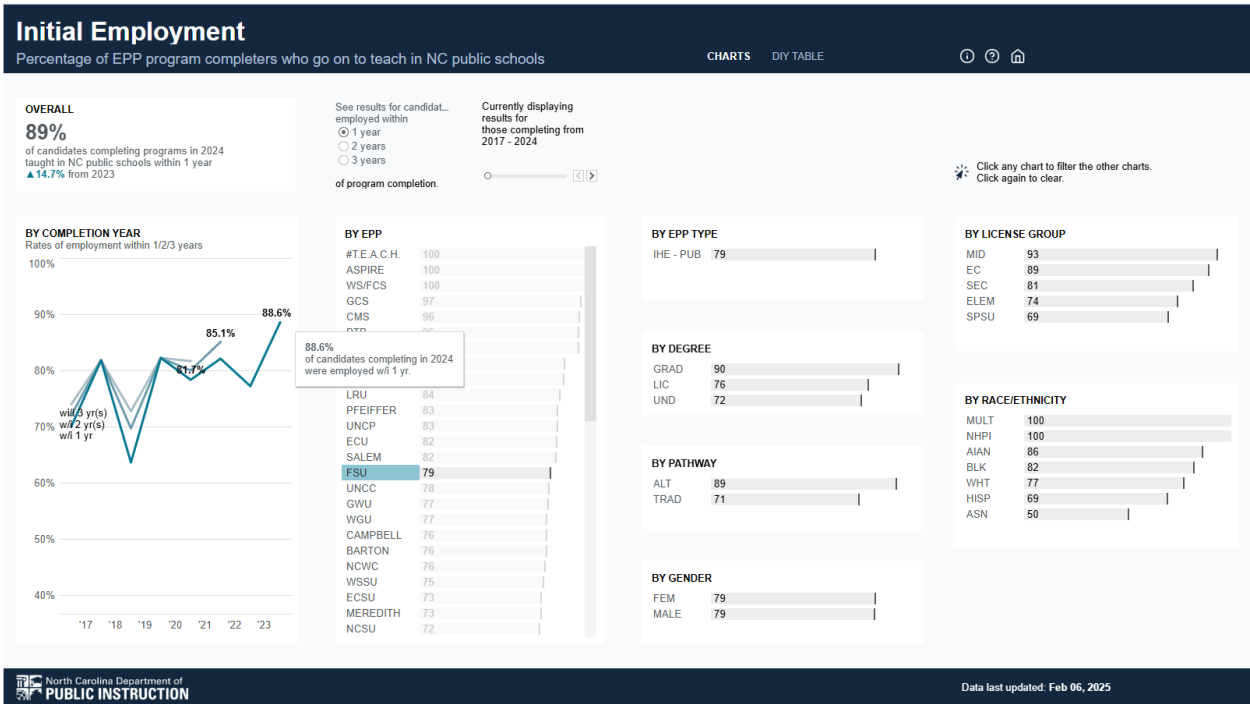 Initial Employment
Percentage of EPP program completers who go on to teach in NC public schools
CHARTS
DIY TABLE
OVERALL
89%
of candidates completing programs in 2024
taught in NC public schools within 1 year
▲14.7% from 2023
See results for candidat...
employed within
1 year
2 years
3 years
of program completion.
Currently displaying
results for
those completing from
2017 - 2024
Click any chart to filter the other charts.
Click again to clear.
BY COMPLETION YEAR
Rates of employment within 1/2/3 years
100%
90%
80%
70%
60%
50%
40%
88.6%
85.1%
81.7%
w/i 3 yr(s)
w/i 2 yr(s)
w/i 1 yr
'17 '18 '19 '20 '21 '22 '23
88.6%
of candidates completing in 2024
were employed w/i 1 yr.
BY EPP
#T.E.A.C.H. 100
ASPIRE 100
WS/FCS 100
GCS 97
CMS 96
LRU 84
PFEIFFER 83
UNCP 83
ECU 82
SALEM 82
FSU 79
UNCC 78
GWU 77
WGU 77
CAMPBELL 76
BARTON 76
NCWC 76
WSSU 75
ECSU 73
MEREDITH 73
NCSU 72
BY EPP TYPE
IHE - PUB 79
BY DEGREE
GRAD 90
LIC 76
UND 72
BY PATHWAY
ALT 89
TRAD 71
BY GENDER
FEM 79
MALE 79
BY LICENSE GROUP
MID 93
EC 89
SEC 81
ELEM 74
SPSU 69
BY RACE/ETHNICITY
MULT 100
NHPI 100
AIAN 86
BLK 82
WHT 77
HISP 69
ASN 50
North Carolina Department of
PUBLIC INSTRUCTION
Data last updated: Feb 06, 2025